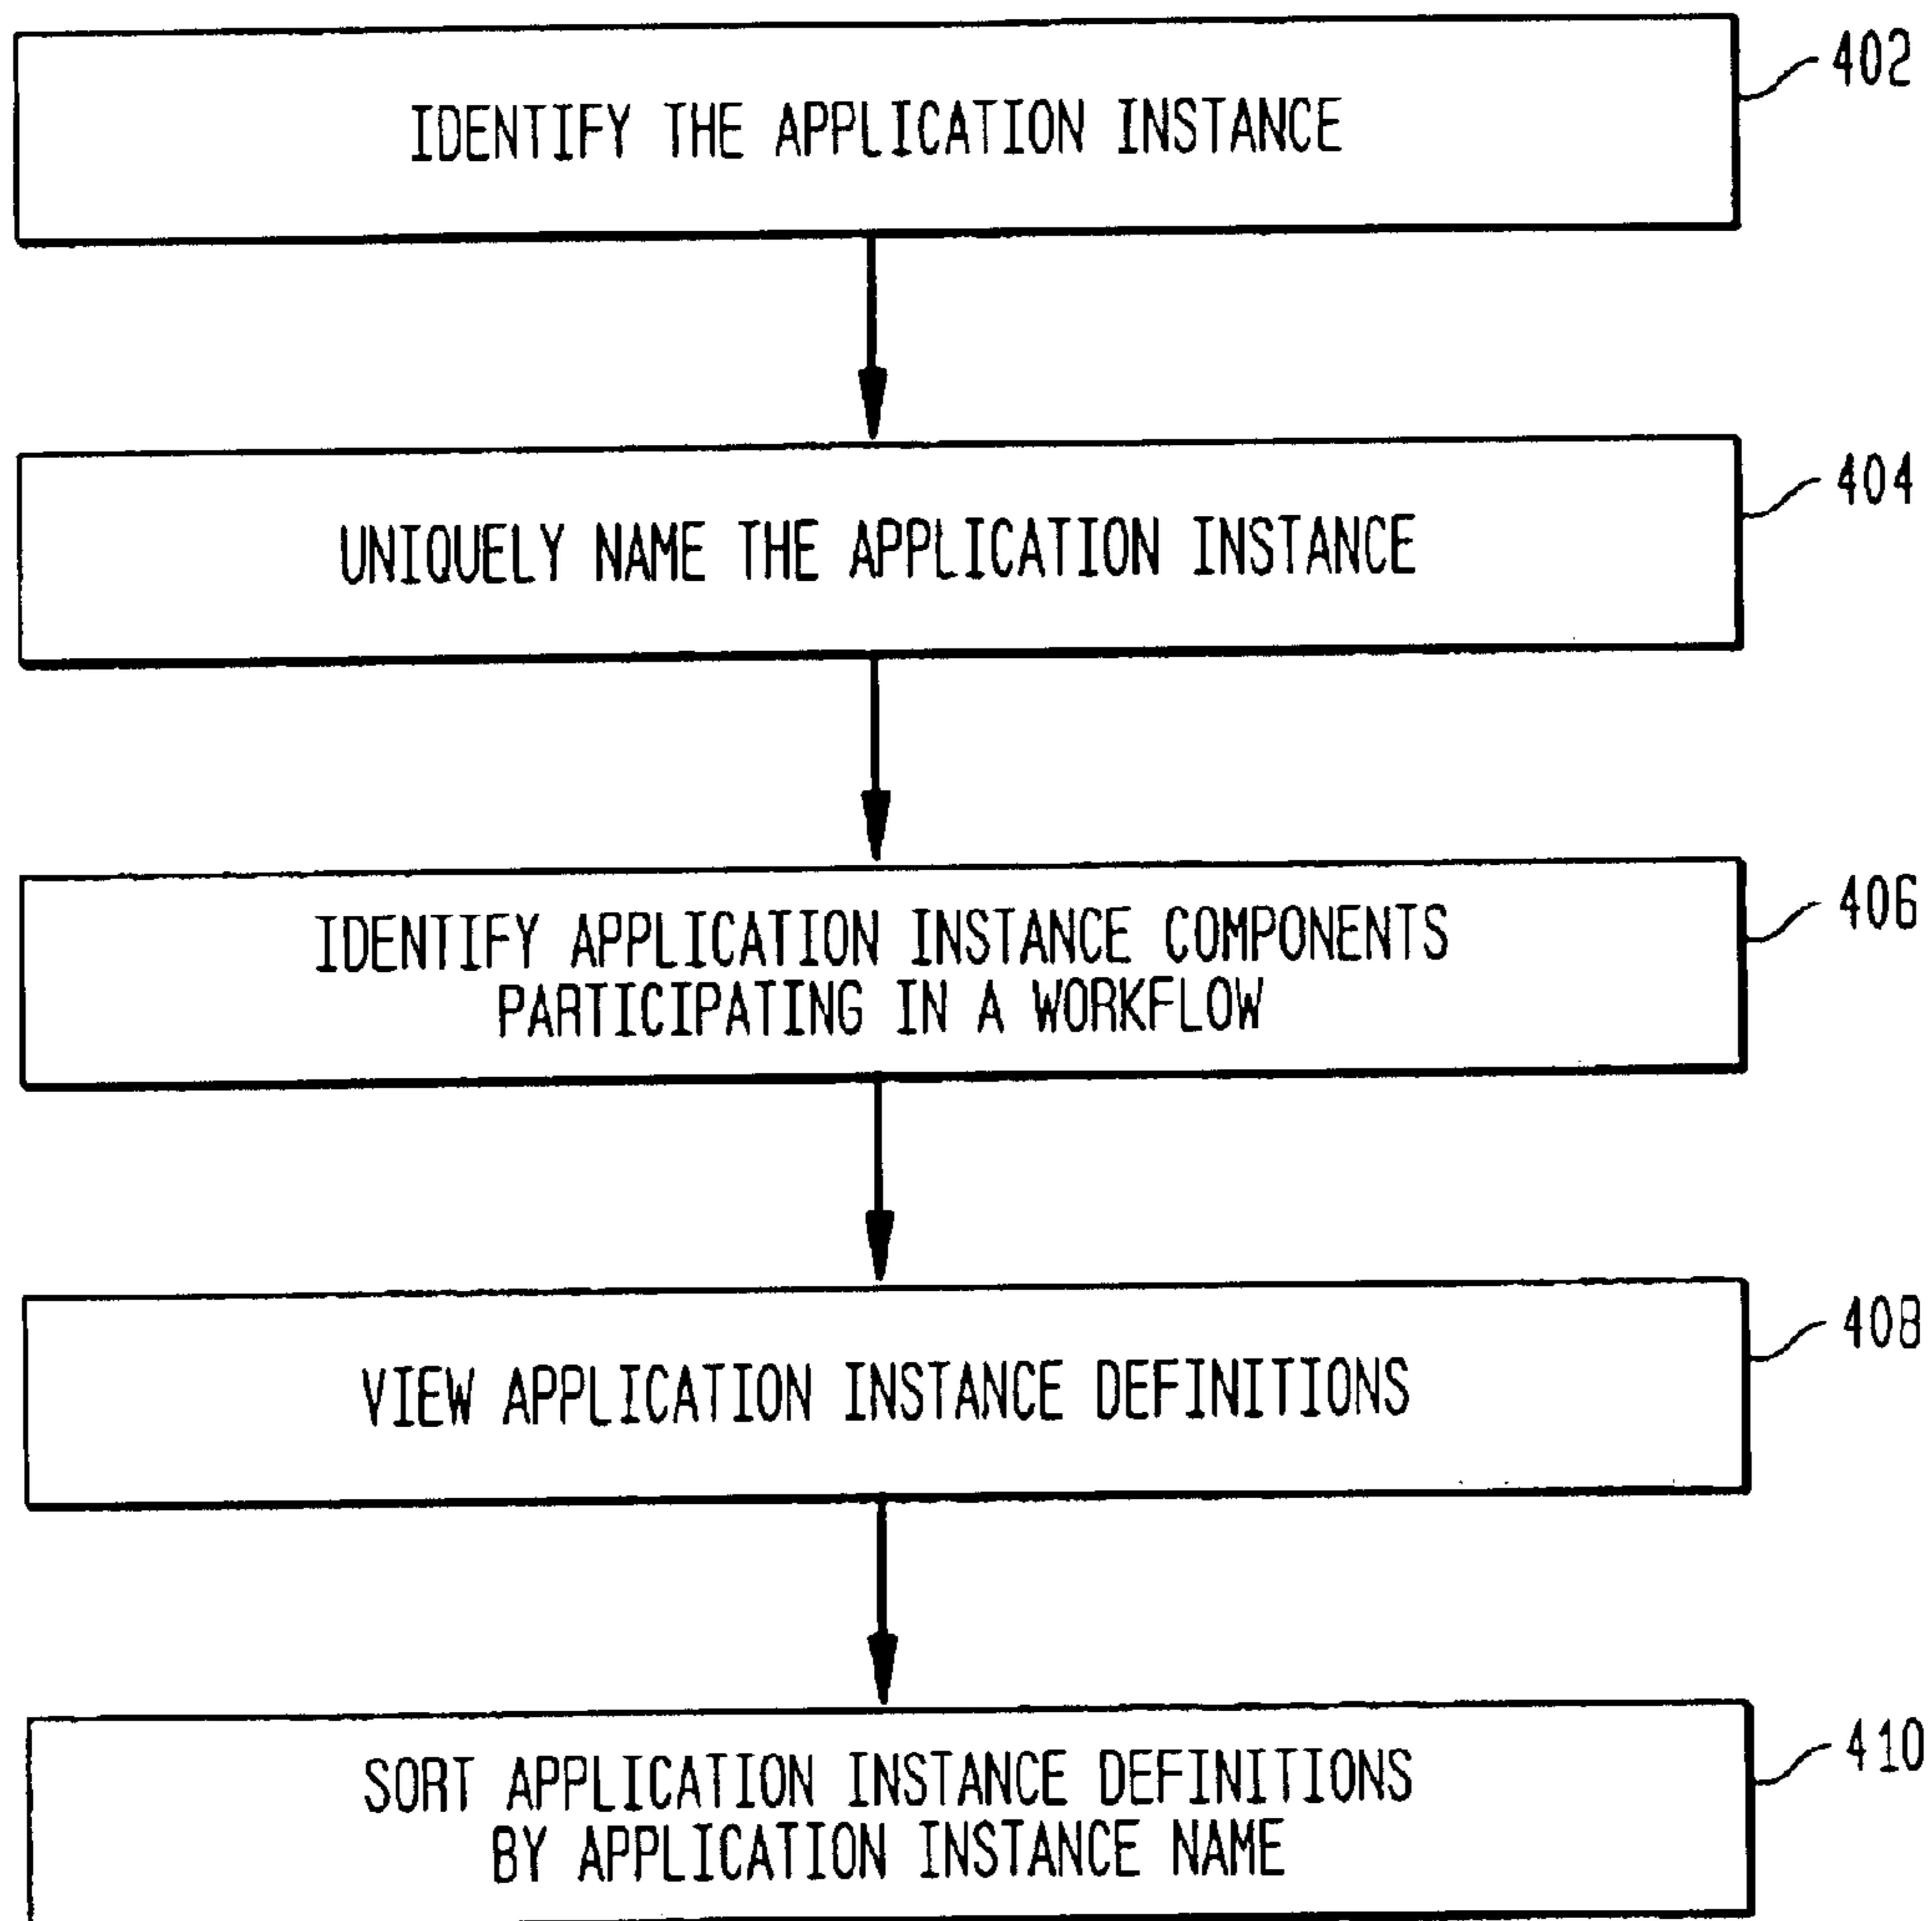 IDENTIFY THE APPLICATION INSTANCE
402
UNIQUELY NAME THE APPLICATION INSTANCE
404
IDENTIFY APPLICATION INSTANCE COMPONENTS
PARTICIPATING IN A WORKFLOW
406
VIEW APPLICATION INSTANCE DEFINITIONS
408
SORT APPLICATION INSTANCE DEFINITIONS
BY APPLICATION INSTANCE NAME
410